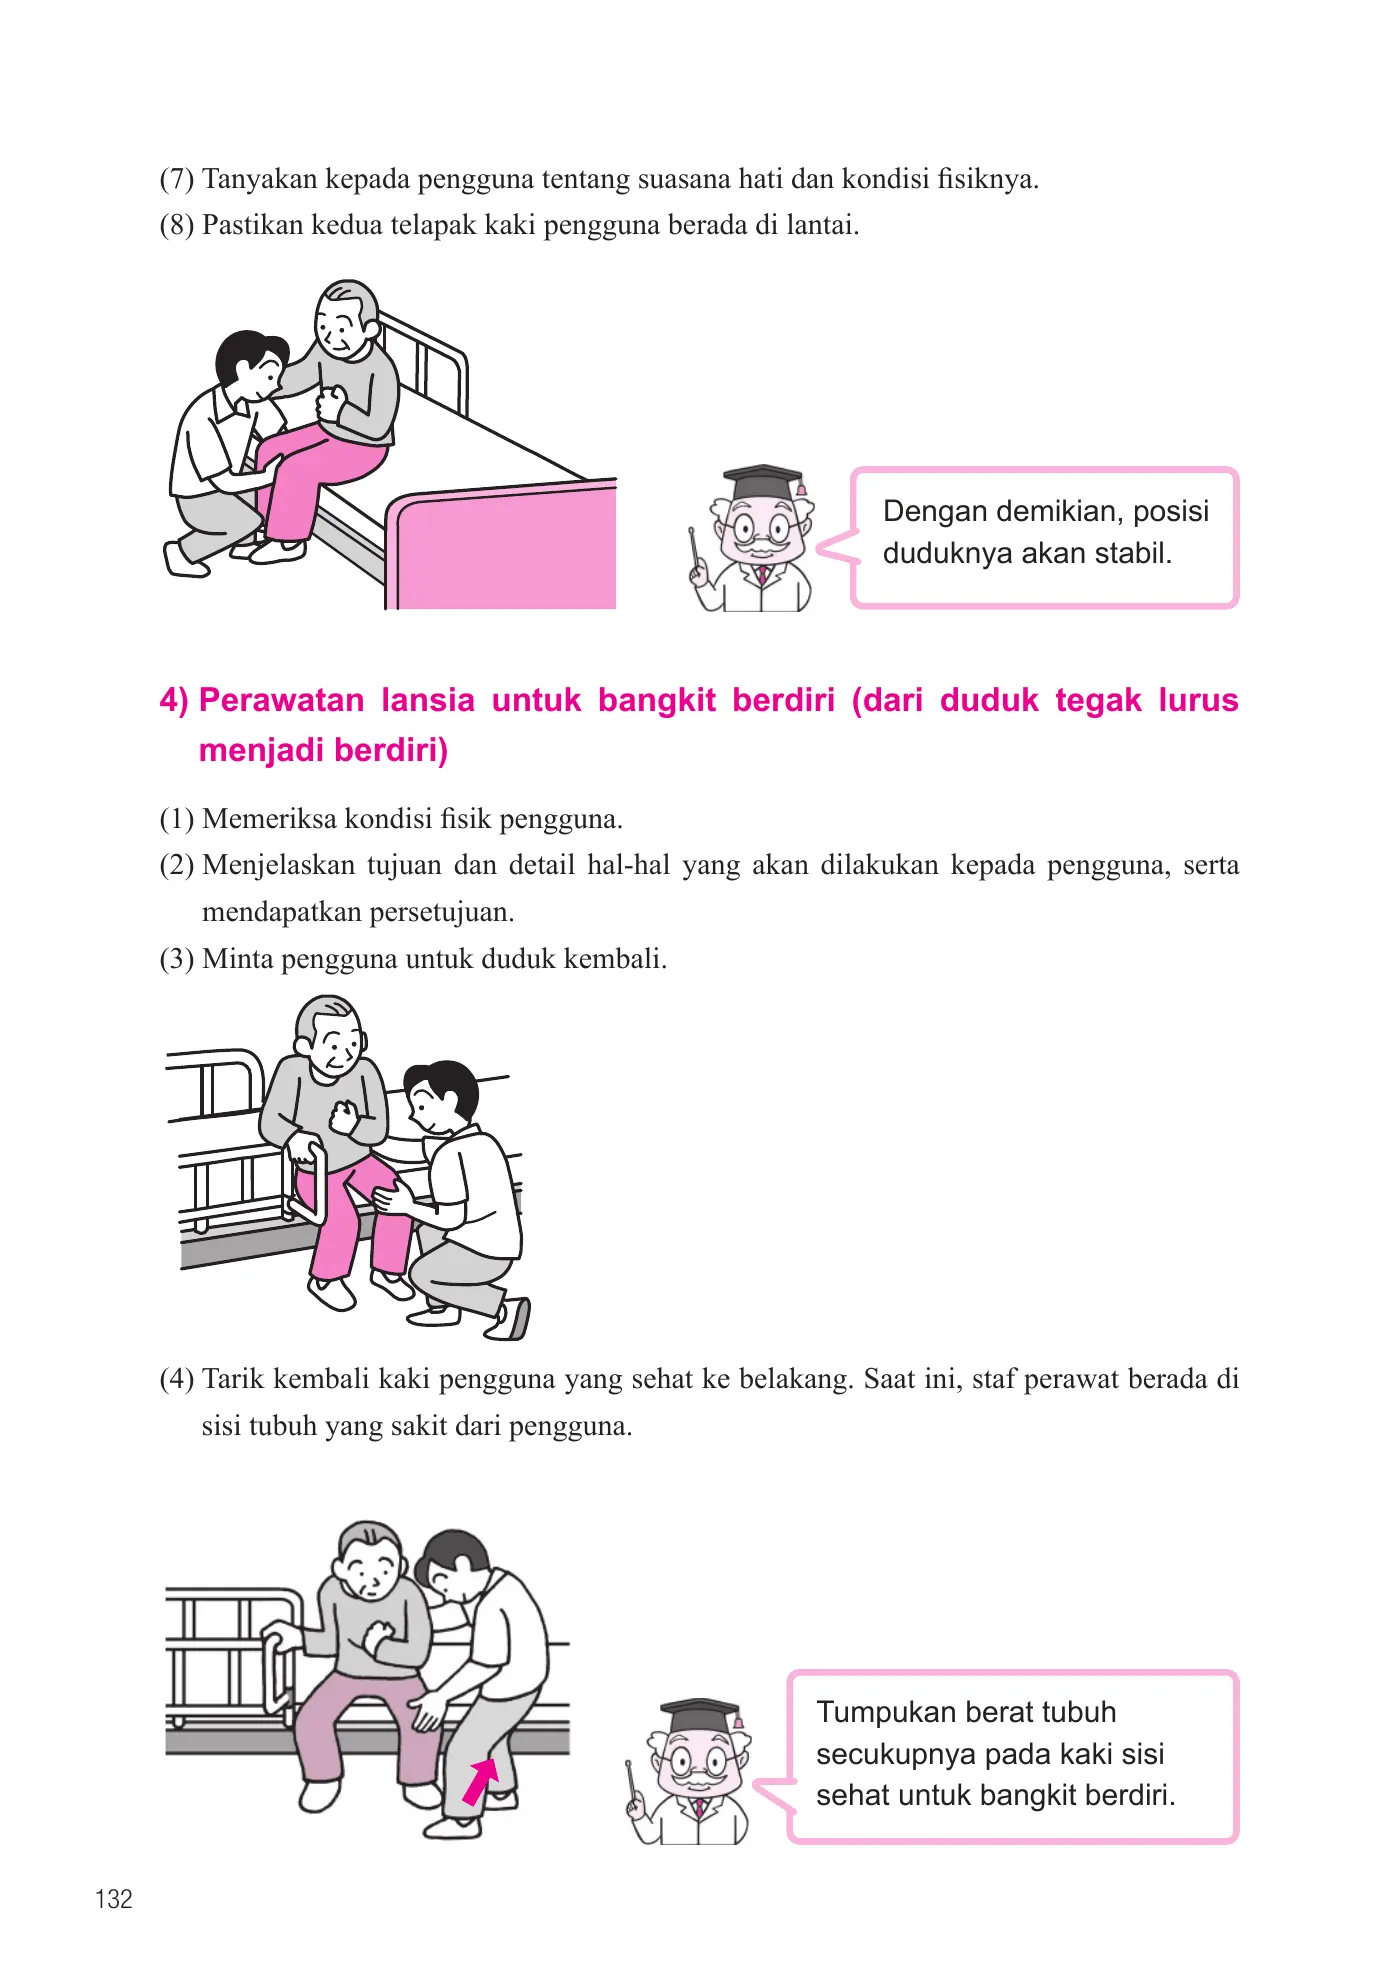 (7) Tanyakan kepada pengguna tentang suasana hati dan kondisi fisiknya.
(8) Pastikan kedua telapak kaki pengguna berada di lantai.
Dengan demikian, posisi
duduknya akan stabil.
4) Perawatan lansia untuk bangkit berdiri (dari duduk tegak lurus
menjadi berdiri)
(1) Memeriksa kondisi fisik pengguna.
(2) Menjelaskan tujuan dan detail hal-hal yang akan dilakukan kepada pengguna, serta
mendapatkan persetujuan.
(3) Minta pengguna untuk duduk kembali.
(4) Tarik kembali kaki pengguna yang sehat ke belakang. Saat ini, staf perawat berada di
sisi tubuh yang sakit dari pengguna.
Tumpukan berat tubuh
secukupnya pada kaki sisi
sehat untuk bangkit berdiri.
132